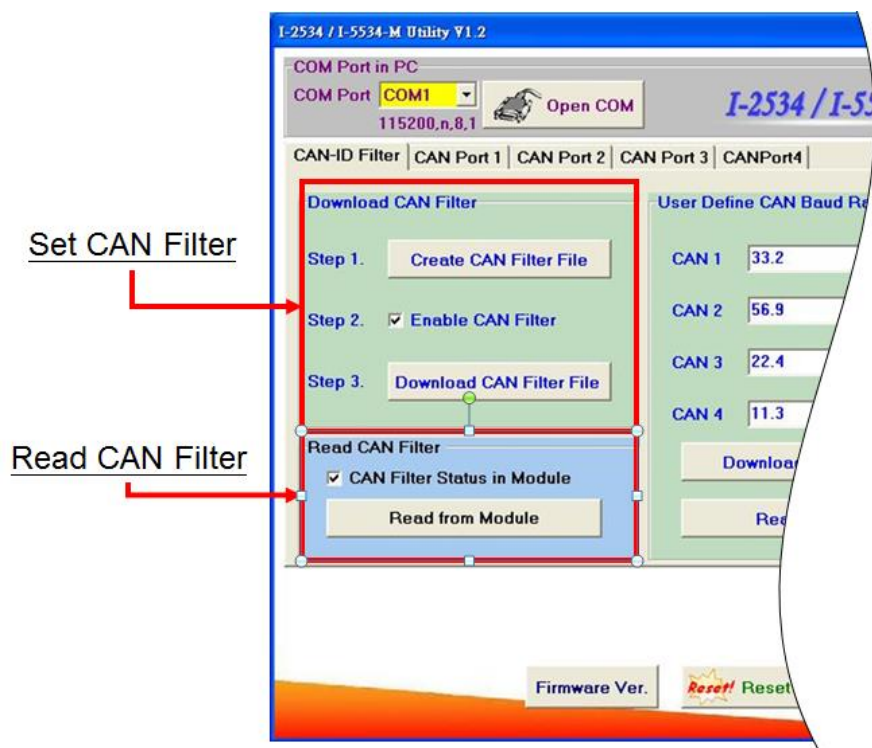 I-2534 / I-5534-M Utility V1.2
COM Port in PC
COM Port COM1 Open COM
115200,n,8,1
I-2534 / I-55
CAN-ID Filter CAN Port 1 CAN Port 2 CAN Port 3 CANPort4
Set CAN Filter
Download CAN Filter
Step 1. Create CAN Filter File
Step 2. Enable CAN Filter
Step 3. Download CAN Filter File
Read CAN Filter
Read CAN Filter
CAN Filter Status in Module
Read from Module
User Define CAN Baud Ra
CAN 1 33.2
CAN 2 56.9
CAN 3 22.4
CAN 4 11.3
Downloa
Rea
Firmware Ver. Reset! Reset